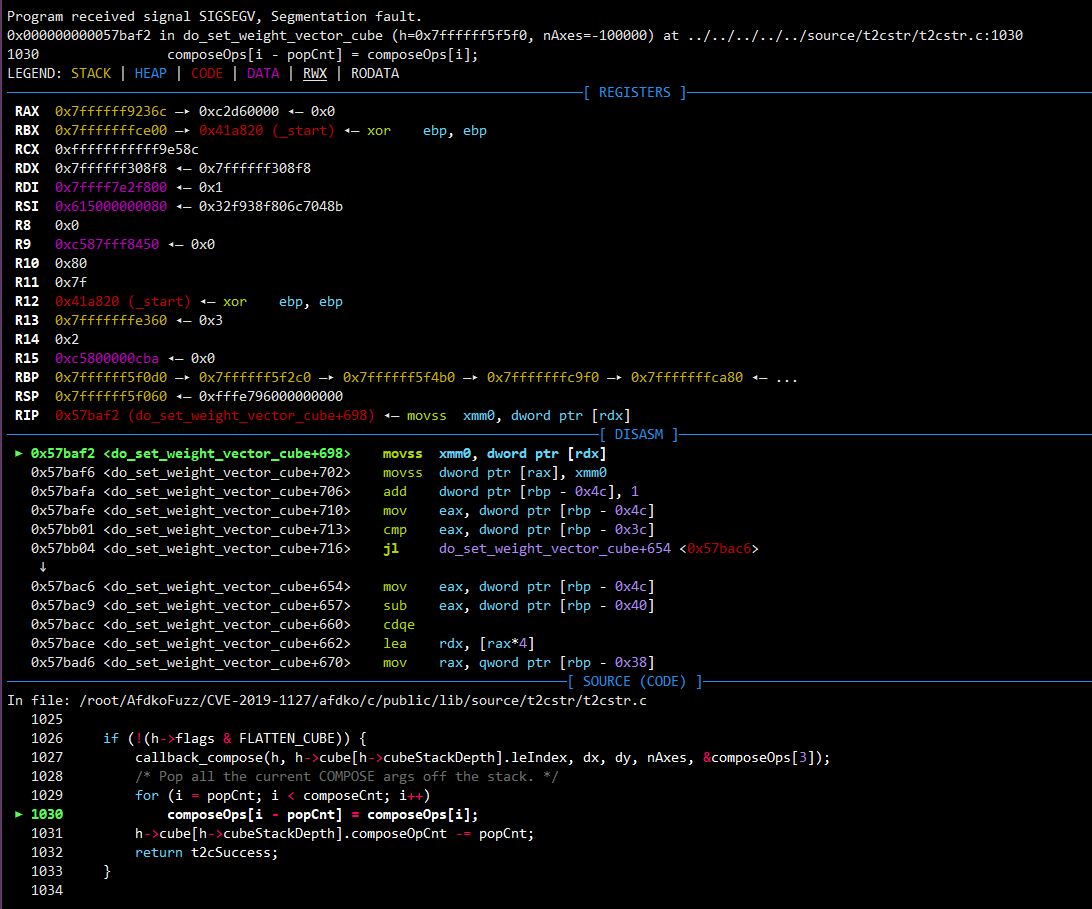 Program received signal SIGSEGV, Segmentation fault.
0x000000000057baf2 in do_set_weight_vector_cube (h=0x7ffffff5f5f0, nAxes=-100000) at ../../../../../source/t2cstr/t2cstr.c:1030
1030                composeOps[i - popCnt] = composeOps[i];
LEGEND: STACK | HEAP | CODE | DATA | RWX | RODATA
[ REGISTERS ]
RAX  0x7ffffff9236c —▸ 0xc2d60000 ◂— 0x0
RBX  0x7fffffffce00 —▸ 0x41a820 (_start) ◂— xor    ebp, ebp
RCX  0xfffffffffff9e58c
RDX  0x7ffffff308f8 ◂— 0x7ffffff308f8
RDI  0x7ffff7e2f800 ◂— 0x1
RSI  0x615000000080 ◂— 0x32f938f806c7048b
R8   0x0
R9   0xc587fff8450 ◂— 0x0
R10  0x80
R11  0x7f
R12  0x41a820 (_start) ◂— xor    ebp, ebp
R13  0x7fffffffe360 ◂— 0x3
R14  0x2
R15  0xc5800000cba ◂— 0x0
RBP  0x7ffffff5f0d0 —▸ 0x7ffffff5f2c0 —▸ 0x7ffffff5f4b0 —▸ 0x7fffffffc9f0 —▸ 0x7fffffffca80 ◂— ...
RSP  0x7ffffff5f060 ◂— 0xfffe796000000000
RIP  0x57baf2 (do_set_weight_vector_cube+698) ◂— movss  xmm0, dword ptr [rdx]
[ DISASM ]
► 0x57baf2 <do_set_weight_vector_cube+698>    movss  xmm0, dword ptr [rdx]
0x57baf6 <do_set_weight_vector_cube+702>    movss  dword ptr [rax], xmm0
0x57bafa <do_set_weight_vector_cube+706>    add    dword ptr [rbp - 0x4c], 1
0x57bafe <do_set_weight_vector_cube+710>    mov    eax, dword ptr [rbp - 0x4c]
0x57bb01 <do_set_weight_vector_cube+713>    cmp    eax, dword ptr [rbp - 0x3c]
0x57bb04 <do_set_weight_vector_cube+716>    jl     do_set_weight_vector_cube+654 <0x57bac6>
↓
0x57bac6 <do_set_weight_vector_cube+654>    mov    eax, dword ptr [rbp - 0x4c]
0x57bac9 <do_set_weight_vector_cube+657>    sub    eax, dword ptr [rbp - 0x40]
0x57bacc <do_set_weight_vector_cube+660>    cdqe
0x57bace <do_set_weight_vector_cube+662>    lea    rdx, [rax*4]
0x57bad6 <do_set_weight_vector_cube+670>    mov    rax, qword ptr [rbp - 0x38]
[ SOURCE (CODE) ]
In file: /root/AfdkoFuzz/CVE-2019-1127/afdko/c/public/lib/source/t2cstr/t2cstr.c
1025
1026     if (!(h->flags & FLATTEN_CUBE)) {
1027         callback_compose(h, h->cube[h->cubeStackDepth].leIndex, dx, dy, nAxes, &composeOps[3]);
1028         /* Pop all the current COMPOSE args off the stack. */
1029         for (i = popCnt; i < composeCnt; i++)
► 1030             composeOps[i - popCnt] = composeOps[i];
1031         h->cube[h->cubeStackDepth].composeOpCnt -= popCnt;
1032         return t2cSuccess;
1033     }
1034